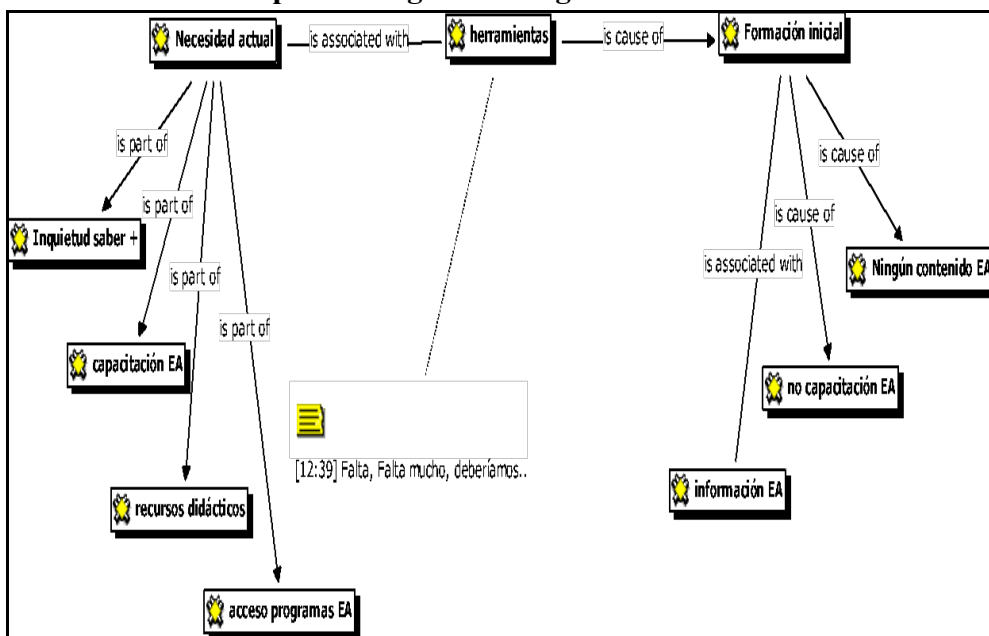 Necesidad actual
is associated with
herramientas
is cause of
Formación inicial
is part of
is cause of
is part of
is cause of
Inquietud saber +
is part of
is associated with
Ningún contenido EA
is part of
capacitación EA
no capacitación EA
[12:39] Falta, Falta mucho, deberíamos..
información EA
recursos didácticos
acceso programas EA